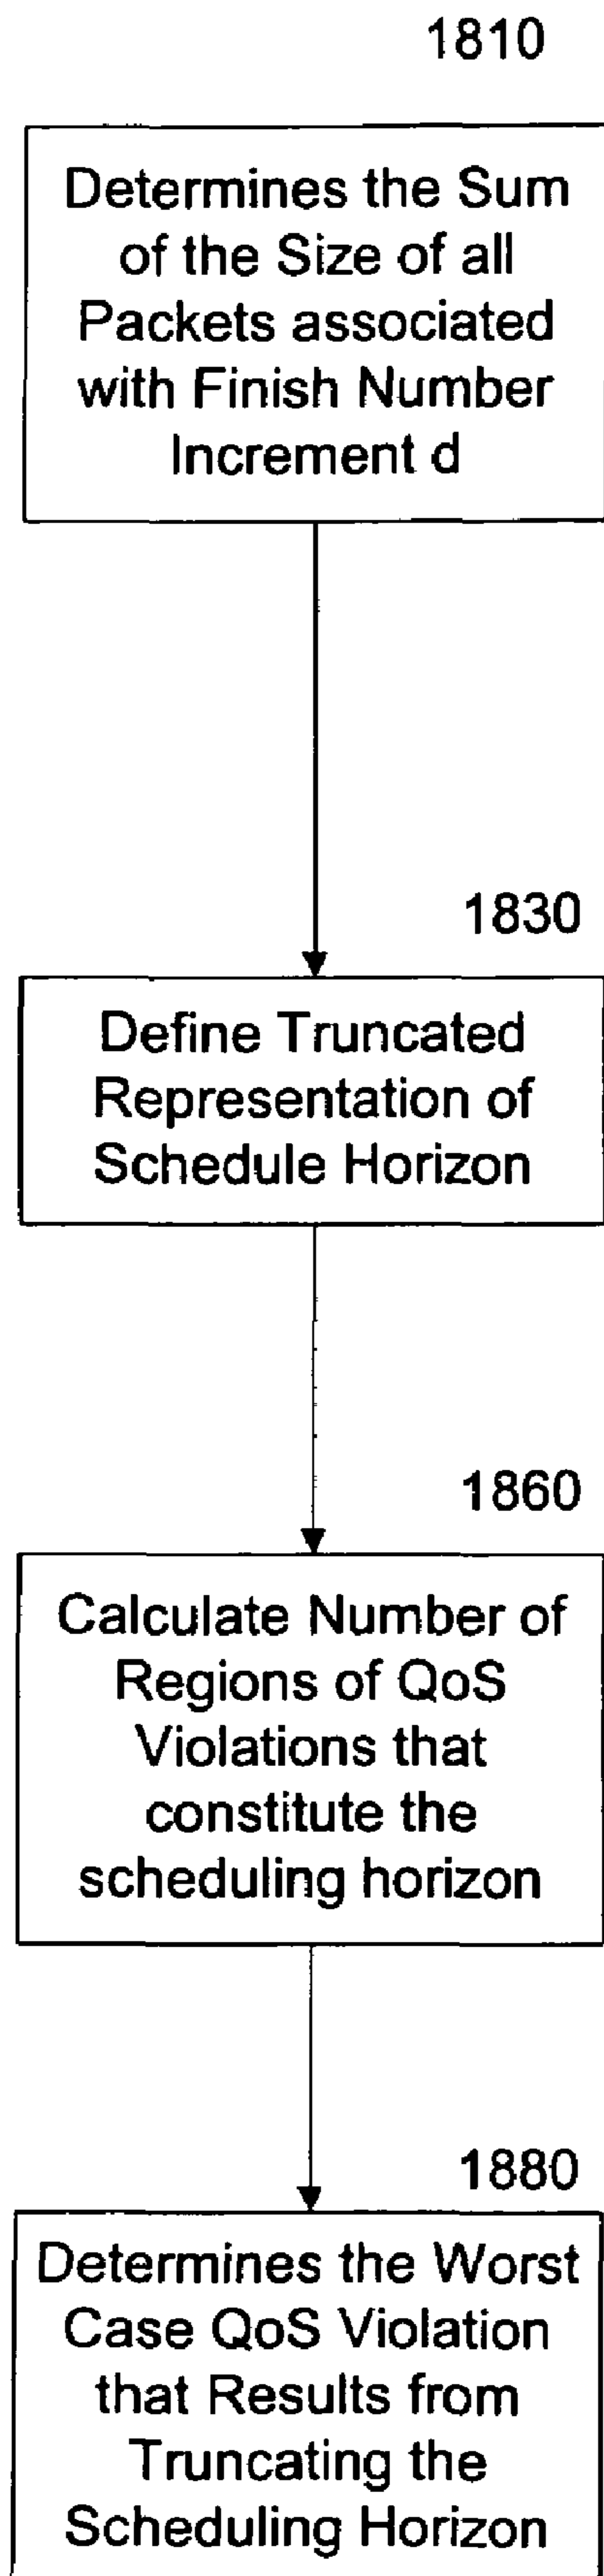 1810
Determines the Sum
of the Size of all
Packets associated
with Finish Number
Increment d
1830
Define Truncated
Representation of
Schedule Horizon
1860
Calculate Number of
Regions of QoS
Violations that
constitute the
scheduling horizon
1880
Determines the Worst
Case QoS Violation
that Results from
Truncating the
Scheduling Horizon